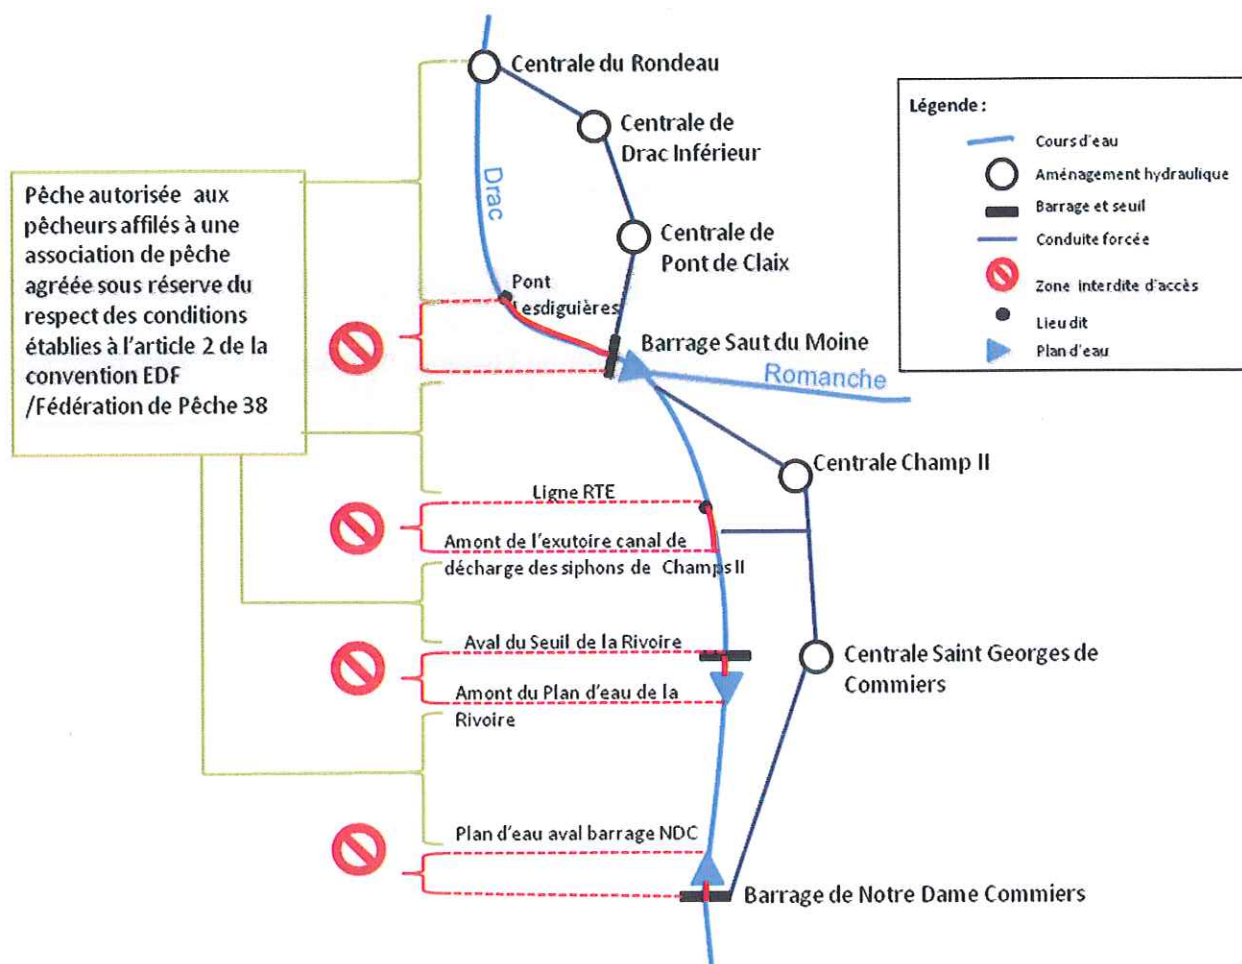 Centrale du Rondeau
Centrale de
Drac Inférieur
Centrale de
Pont de Claix
Drac
Légende :
Cours d'eau
Aménagement hydraulique
Barrage et seuil
Conduite forcée
Zone interdite d'accès
Lieu dit
Plan d'eau
Pêche autorisée aux
pêcheurs affilés à une
association de pêche
agréée sous réserve du
respect des conditions
établies à l'article 2 de la
convention EDF
/Fédération de Pêche 38
Pont
Lesdiguières
Barrage Saut du Moine
Romanche
Centrale Champ II
Ligne RTE
Amont de l'exutoire canal de
décharge des siphons de Champs II
Aval du Seuil de la Rivoire
Amont du Plan d'eau de la
Rivoire
Centrale Saint Georges de
Commiers
Plan d'eau aval barrage NDC
Barrage de Notre Dame Commiers